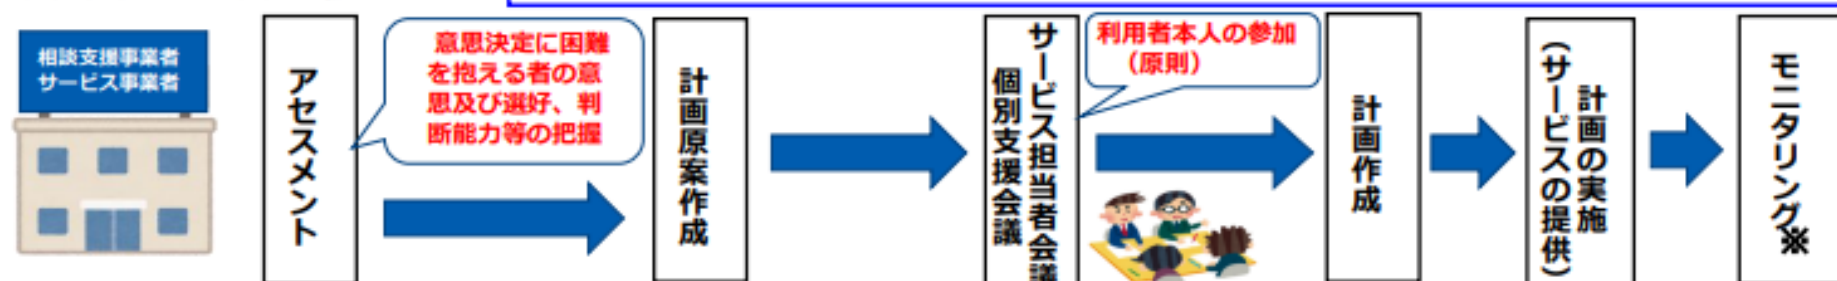 相談支援事業者
サービス事業者
アセスメント
意思決定に困難
を抱える者の意
思及び選好、判
断能力等の把握
計画原案作成
サービス担当者会議
個別支援会議
利用者本人の参加
（原則）
計画作成
計画の実施
（サービスの提供）
モニタリング※